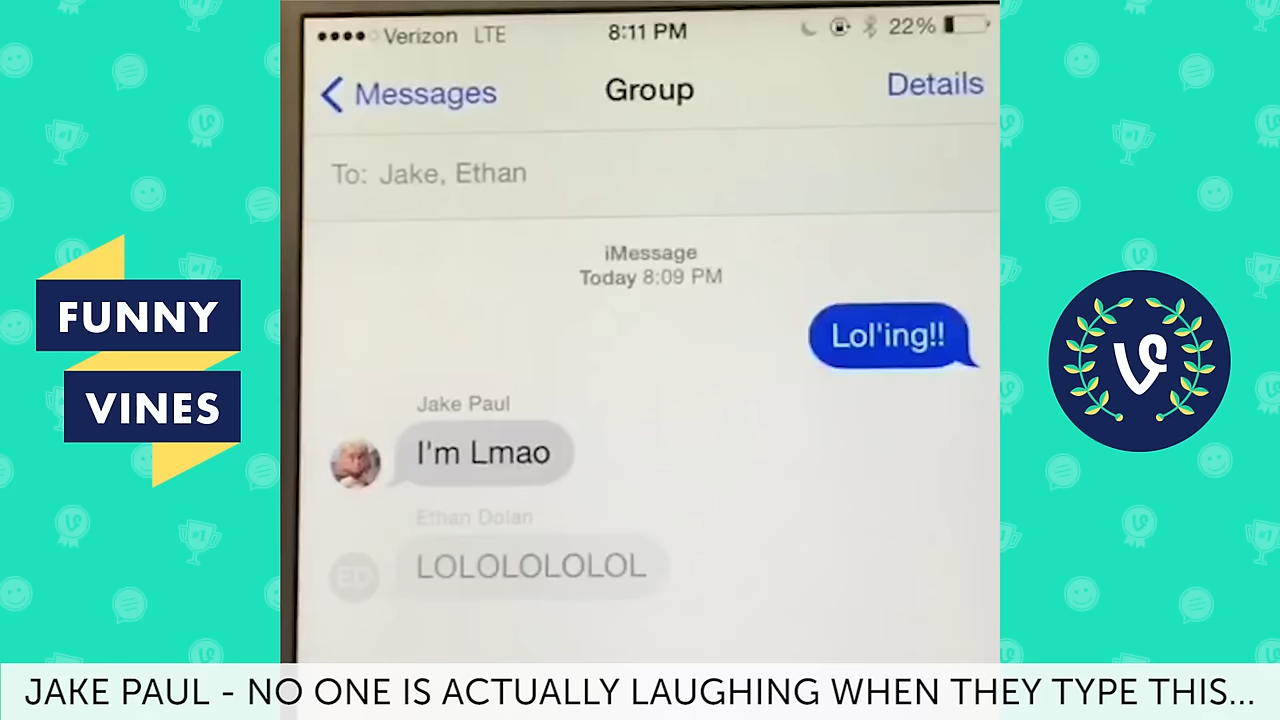 Verizon LTE 8:11 PM 22%
Messages Group Details
To: Jake, Ethan
iMessage
Today 8:09 PM
Lol'ing!!
Jake Paul
I'm Lmao
Ethan Dolan
ED
LOLOLOLOLOL
FUNNY
VINES
JAKE PAUL - NO ONE IS ACTUALLY LAUGHING WHEN THEY TYPE THIS...